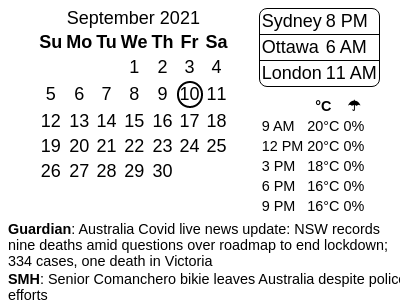 September 2021
Su Mo Tu We Th Fr Sa
1 2 3 4
5 6 7 8 9 10 11
12 13 14 15 16 17 18
19 20 21 22 23 24 25
26 27 28 29 30
Sydney 8 PM
Ottawa 6 AM
London 11 AM
°C ☂
9 AM 20°C 0%
12 PM 20°C 0%
3 PM 18°C 0%
6 PM 16°C 0%
9 PM 16°C 0%
Guardian: Australia Covid live news update: NSW records
nine deaths amid questions over roadmap to end lockdown;
334 cases, one death in Victoria
SMH: Senior Comanchero bikie leaves Australia despite police
efforts